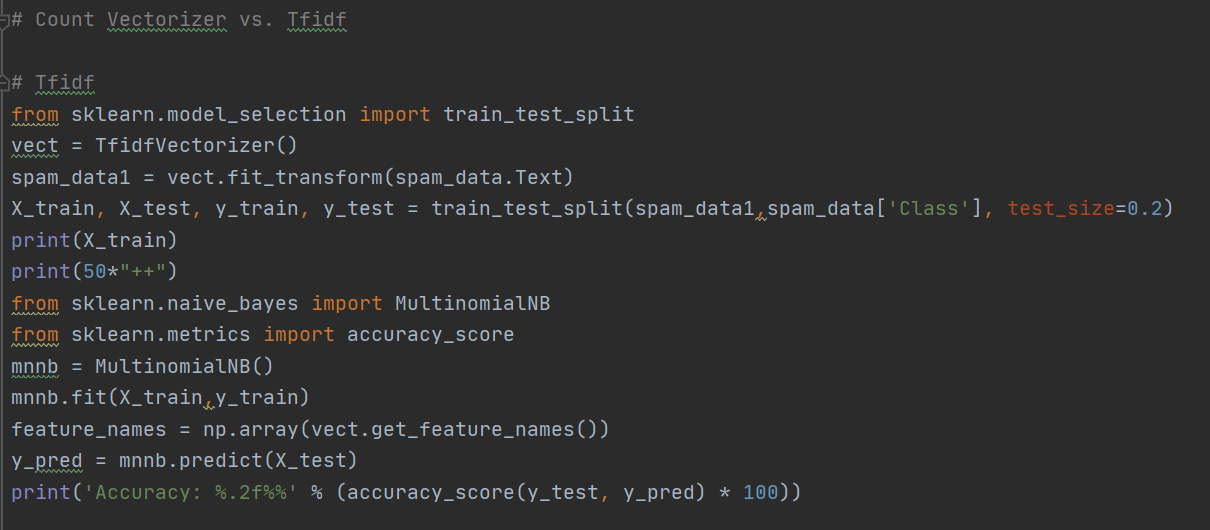 # Count Vectorizer vs. Tfidf
# Tfidf
from sklearn.model_selection import train_test_split
vect = TfidfVectorizer()
spam_data1 = vect.fit_transform(spam_data.Text)
X_train, X_test, y_train, y_test = train_test_split(spam_data1,spam_data['Class'], test_size=0.2)
print(X_train)
print(50*"++")
from sklearn.naive_bayes import MultinomialNB
from sklearn.metrics import accuracy_score
mnnb = MultinomialNB()
mnnb.fit(X_train,y_train)
feature_names = np.array(vect.get_feature_names())
y_pred = mnnb.predict(X_test)
print('Accuracy: %.2f%%' % (accuracy_score(y_test, y_pred) * 100))